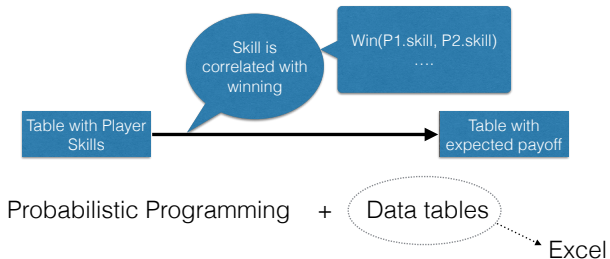 Skill is
correlated with
winning
Win(P1.skill, P2.skill)
....
Table with Player
Skills
Table with
expected payoff
Probabilistic Programming + Data tables
Excel